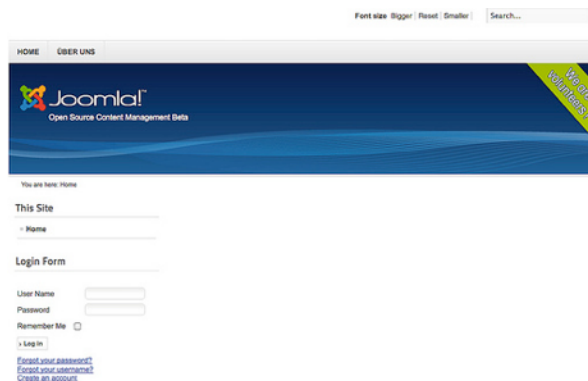 Font size Bigger | Reset | Smaller | Search...
HOME ÜBER UNS
Joomla!™
Open Source Content Management Beta
We are
volunteers!
You are here: Home
This Site
Home
Login Form
User Name
Password
Remember Me
Log in
Forgot your password?
Forgot your username?
Create an account